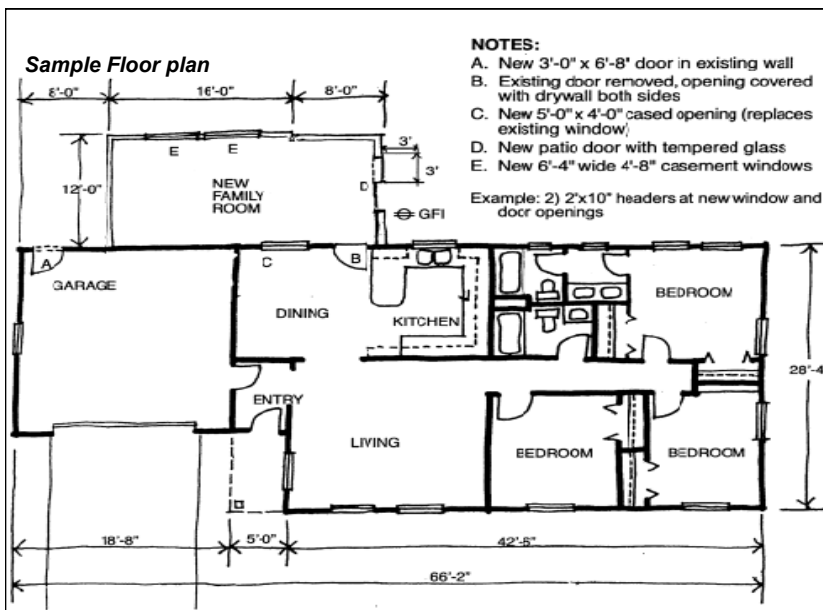 Sample Floor plan
NOTES:
A. New 3'-0" x 6'-8" door in existing wall
B. Existing door removed, opening covered
with drywall both sides
C. New 5'-0" x 4'-0" cased opening (replaces
existing window)
D. New patio door with tempered glass
E. New 6'-4" wide 4'-8" casement windows
Example: 2) 2"x10" headers at new window and
door openings
8'-0" 16'-0" 8'-0"
E E
3'
3'
12'-0"
NEW
FAMILY
ROOM
D
GFI
A
C
B
GARAGE
DINING
KITCHEN
BEDROOM
28'-4
ENTRY
LIVING
BEDROOM
BEDROOM
18'-8" 5'-0" 42'-6"
66'-2"